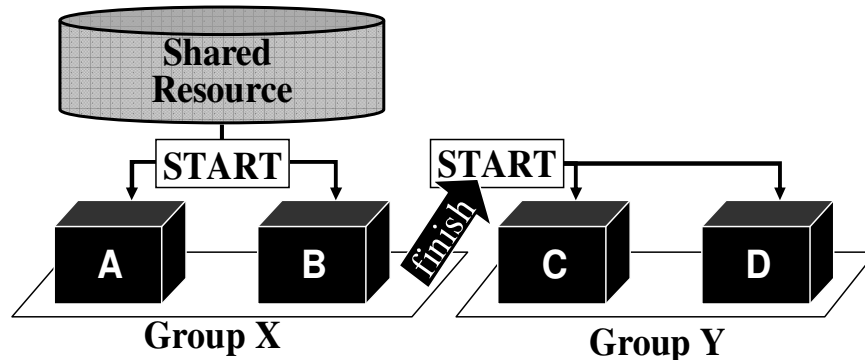 Shared
Resource
START
START
finish
A
B
C
D
Group X
Group Y